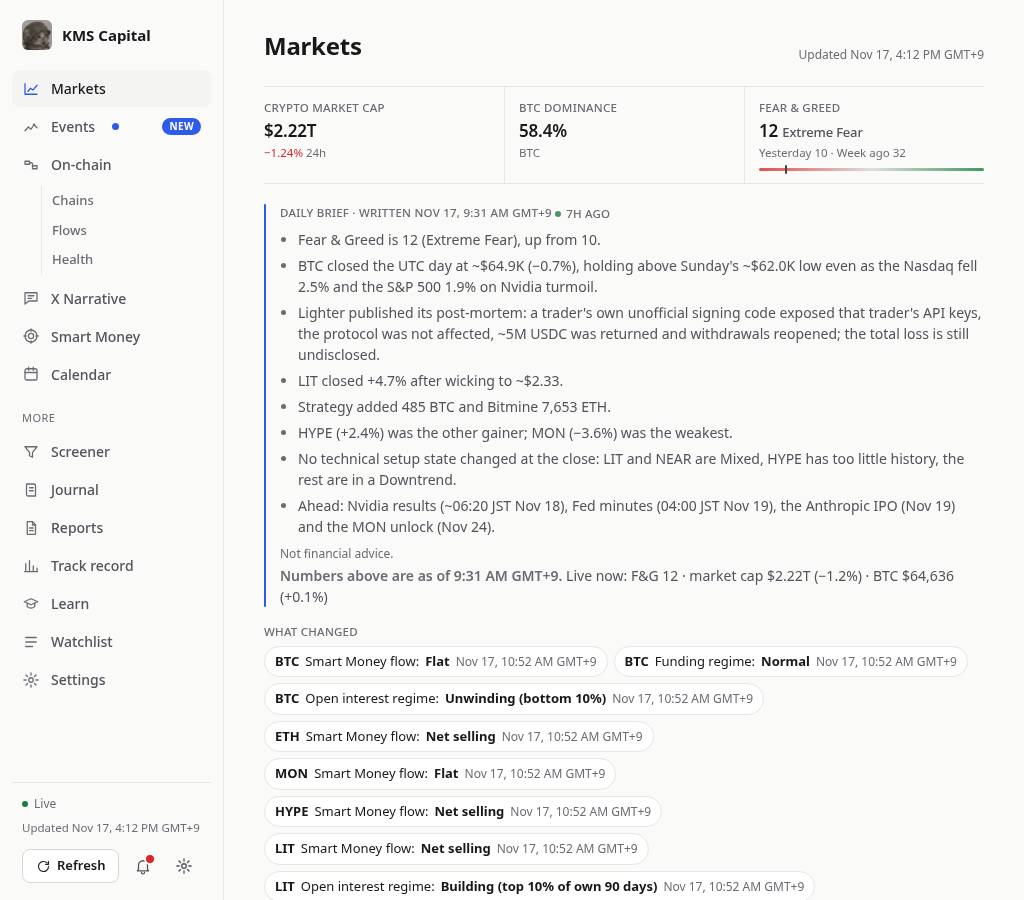 KMS Capital
Markets
Events NEW
On-chain
Chains
Flows
Health
X Narrative
Smart Money
Calendar
MORE
Screener
Journal
Reports
Track record
Learn
Watchlist
Settings
Live
Updated Nov 17, 4:12 PM GMT+9
Refresh
Markets
Updated Nov 17, 4:12 PM GMT+9
CRYPTO MARKET CAP
$2.22T
−1.24% 24h
BTC DOMINANCE
58.4%
BTC
FEAR & GREED
12 Extreme Fear
Yesterday 10 · Week ago 32
DAILY BRIEF · WRITTEN NOV 17, 9:31 AM GMT+9 ● 7H AGO
• Fear & Greed is 12 (Extreme Fear), up from 10.
• BTC closed the UTC day at ~$64.9K (−0.7%), holding above Sunday's ~$62.0K low even as the Nasdaq fell
2.5% and the S&P 500 1.9% on Nvidia turmoil.
• Lighter published its post-mortem: a trader's own unofficial signing code exposed that trader's API keys,
the protocol was not affected, ~5M USDC was returned and withdrawals reopened; the total loss is still
undisclosed.
• LIT closed +4.7% after wicking to ~$2.33.
• Strategy added 485 BTC and Bitmine 7,653 ETH.
• HYPE (+2.4%) was the other gainer; MON (−3.6%) was the weakest.
• No technical setup state changed at the close: LIT and NEAR are Mixed, HYPE has too little history, the
rest are in a Downtrend.
• Ahead: Nvidia results (~06:20 JST Nov 18), Fed minutes (04:00 JST Nov 19), the Anthropic IPO (Nov 19)
and the MON unlock (Nov 24).
Not financial advice.
Numbers above are as of 9:31 AM GMT+9. Live now: F&G 12 · market cap $2.22T (−1.2%) · BTC $64,636
(+0.1%)
WHAT CHANGED
BTC Smart Money flow: Flat Nov 17, 10:52 AM GMT+9
BTC Funding regime: Normal Nov 17, 10:52 AM GMT+9
BTC Open interest regime: Unwinding (bottom 10%) Nov 17, 10:52 AM GMT+9
ETH Smart Money flow: Net selling Nov 17, 10:52 AM GMT+9
MON Smart Money flow: Flat Nov 17, 10:52 AM GMT+9
HYPE Smart Money flow: Net selling Nov 17, 10:52 AM GMT+9
LIT Smart Money flow: Net selling Nov 17, 10:52 AM GMT+9
LIT Open interest regime: Building (top 10% of own 90 days) Nov 17, 10:52 AM GMT+9